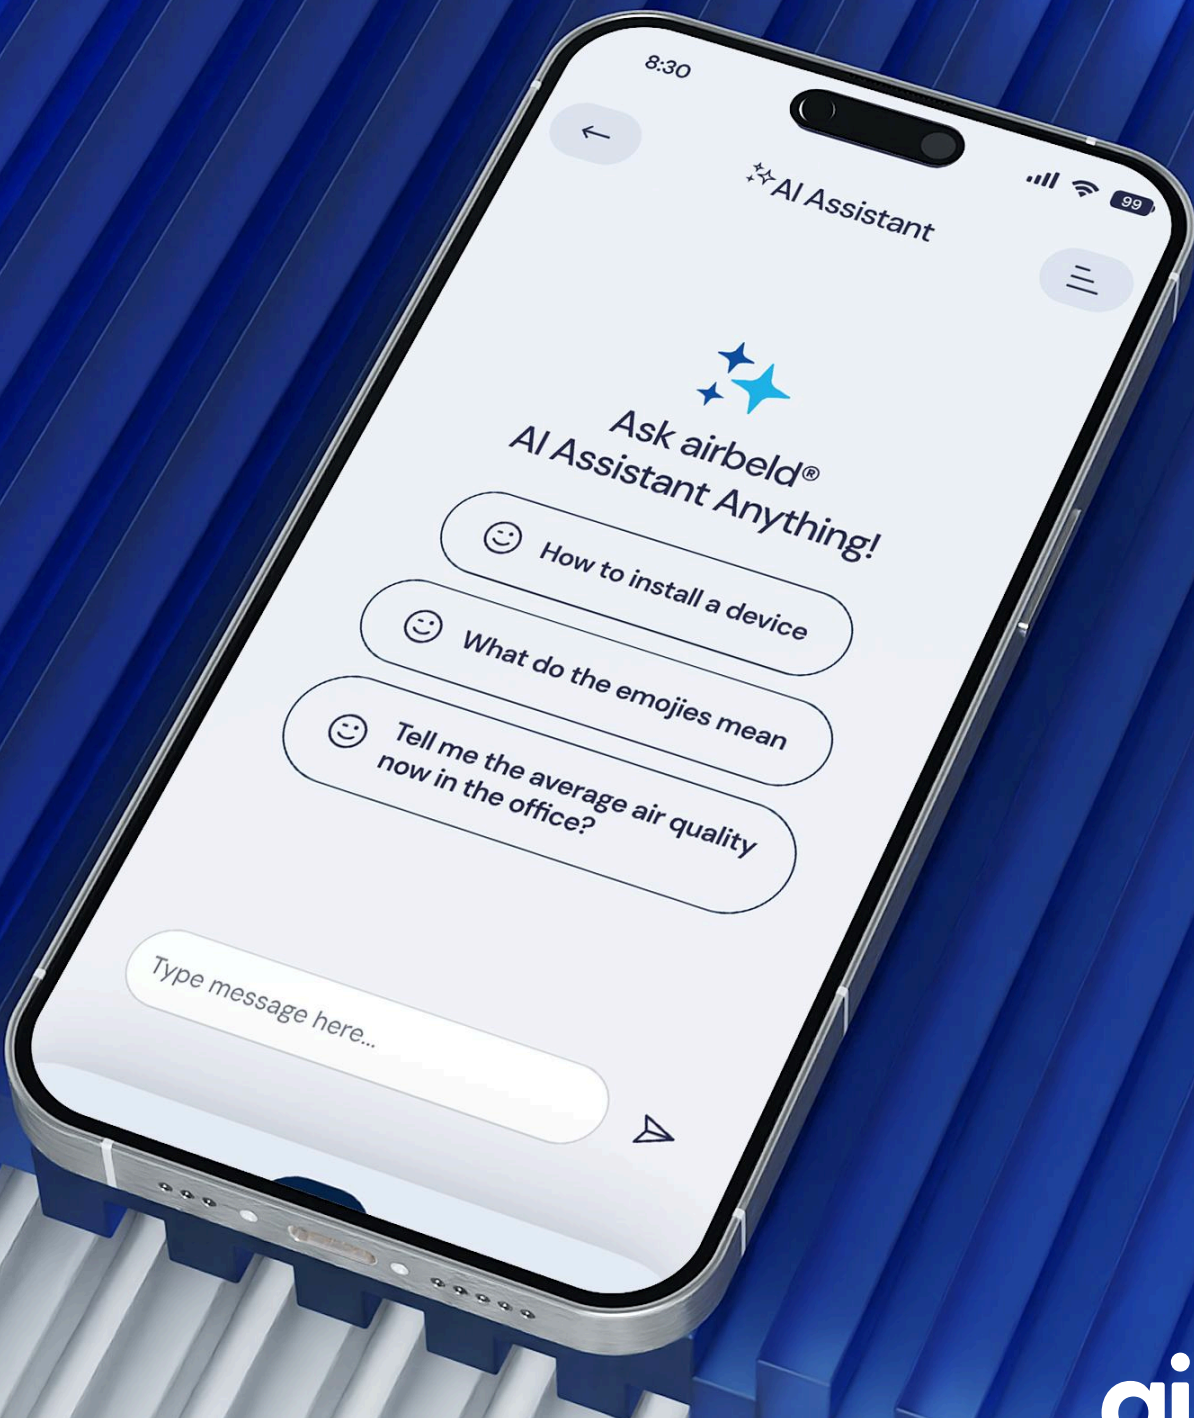 8:30
99
AI Assistant
Ask airbeld®
AI Assistant Anything!
How to install a device
What do the emojies mean
Tell me the average air quality
now in the office?
Type message here...
ai